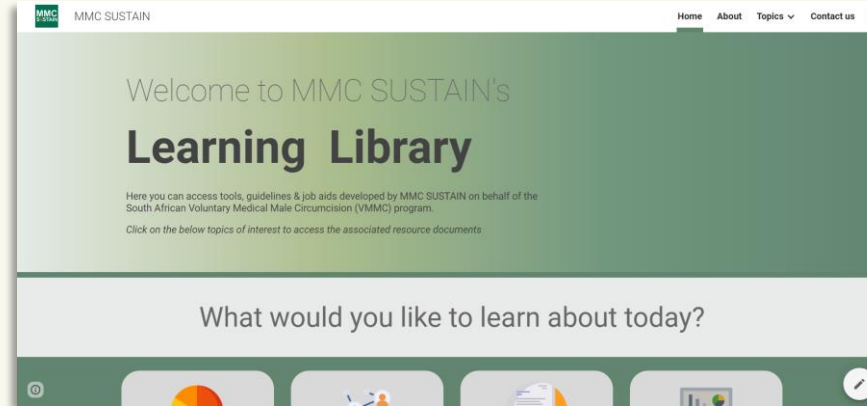 MMC
SUSTAIN
MMC SUSTAIN
Home About Topics Contact us
Welcome to MMC SUSTAIN's
Learning Library
Here you can access tools, guidelines & job aids developed by MMC SUSTAIN on behalf of the
South African Voluntary Medical Male Circumcision (VMMC) program.
Click on the below topics of interest to access the associated resource documents
What would you like to learn about today?